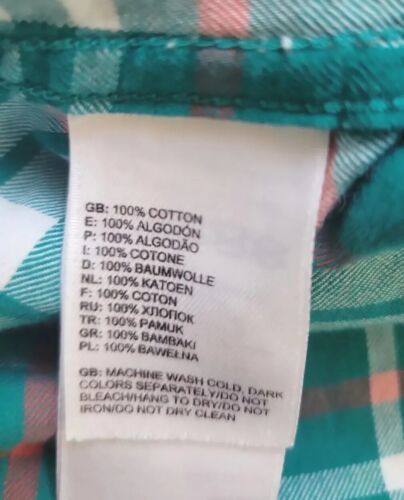 GB: 100% COTTON
E: 100% ALGODÓN
P: 100% ALGODÃO
I: 100% COTONE
D: 100% BAUMWOLLE
NL: 100% KATOEN
F: 100% COTON
RU: 100% ХЛОПОК
TR: 100% PAMUK
GR: 100% BAMBAKI
PL: 100% BAWEŁNA
GB: MACHINE WASH COLD, DARK
COLORS SEPARATELY/DO NOT
BLEACH/HANG TO DRY/DO NOT
IRON/DO NOT DRY CLEAN